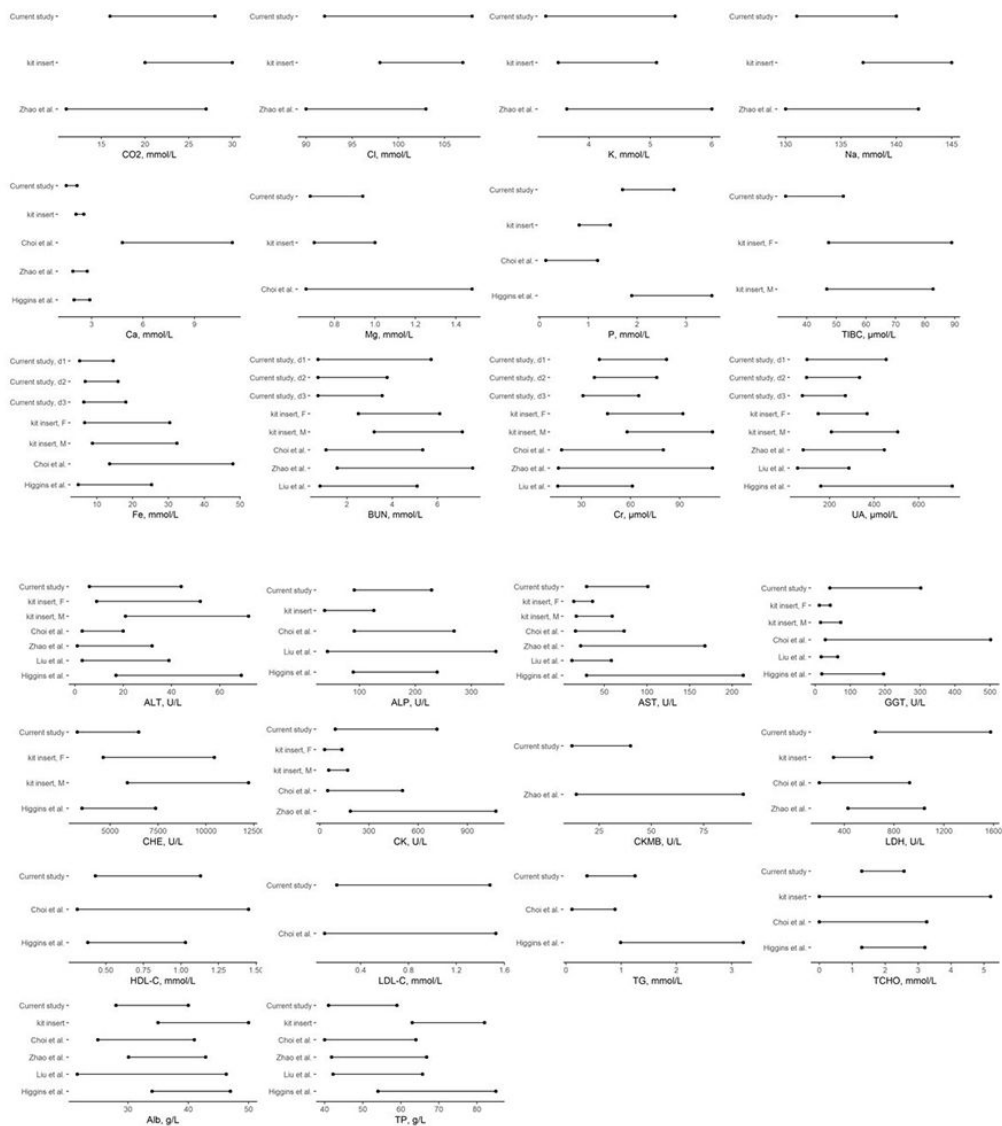 Current study
kit insert
Zhao et al.
15 20 25 30
CO2, mmol/L
Current study
kit insert
Zhao et al.
90 95 100 105
Cl, mmol/L
Current study
kit insert
Zhao et al.
4 5 6
K, mmol/L
Current study
kit insert
Zhao et al.
130 135 140 145
Na, mmol/L
Current study
kit insert
Choi et al.
Zhao et al.
Higgins et al.
3 6 9
Ca, mmol/L
Current study
kit insert
Choi et al.
0.8 1.0 1.2 1.4
Mg, mmol/L
Current study
kit insert
Choi et al.
Higgins et al.
0 1 2 3
P, mmol/L
Current study
kit insert, F
kit insert, M
40 50 60 70 80 90
TIBC, µmol/L
Current study, d1
Current study, d2
Current study, d3
kit insert, F
kit insert, M
Choi et al.
Higgins et al.
10 20 30 40 50
Fe, mmol/L
Current study, d1
Current study, d2
Current study, d3
kit insert, F
kit insert, M
Choi et al.
Zhao et al.
Liu et al.
2 4 6
BUN, mmol/L
Current study, d1
Current study, d2
Current study, d3
kit insert, F
kit insert, M
Choi et al.
Zhao et al.
Liu et al.
30 60 90
Cr, µmol/L
Current study, d1
Current study, d2
Current study, d3
kit insert, F
kit insert, M
Zhao et al.
Liu et al.
Higgins et al.
200 400 600
UA, µmol/L
Current study
kit insert, F
kit insert, M
Choi et al.
Zhao et al.
Liu et al.
Higgins et al.
0 20 40 60
ALT, U/L
Current study
kit insert
Choi et al.
Liu et al.
Higgins et al.
100 200 300
ALP, U/L
Current study
kit insert, F
kit insert, M
Choi et al.
Zhao et al.
Liu et al.
Higgins et al.
50 100 150 200
AST, U/L
Current study
kit insert, F
kit insert, M
Choi et al.
Liu et al.
Higgins et al.
0 100 200 300 400 500
GGT, U/L
Current study
kit insert, F
kit insert, M
Higgins et al.
5000 7500 10000 12500
CHE, U/L
Current study
kit insert, F
kit insert, M
Choi et al.
Zhao et al.
0 300 600 900
CK, U/L
Current study
Zhao et al.
25 50 75
CKMB, U/L
Current study
kit insert
Choi et al.
Zhao et al.
400 800 1200 1600
LDH, U/L
Current study
Choi et al.
Higgins et al.
0.50 0.75 1.00 1.25 1.50
HDL-C, mmol/L
Current study
Choi et al.
0.4 0.8 1.2 1.6
LDL-C, mmol/L
Current study
Choi et al.
Higgins et al.
0 1 2 3
TG, mmol/L
Current study
kit insert
Choi et al.
Higgins et al.
0 1 2 3 4 5
TCHO, mmol/L
Current study
kit insert
Choi et al.
Zhao et al.
Liu et al.
Higgins et al.
30 40 50
Alb, g/L
Current study
kit insert
Choi et al.
Zhao et al.
Liu et al.
Higgins et al.
40 50 60 70 80
TP, g/L